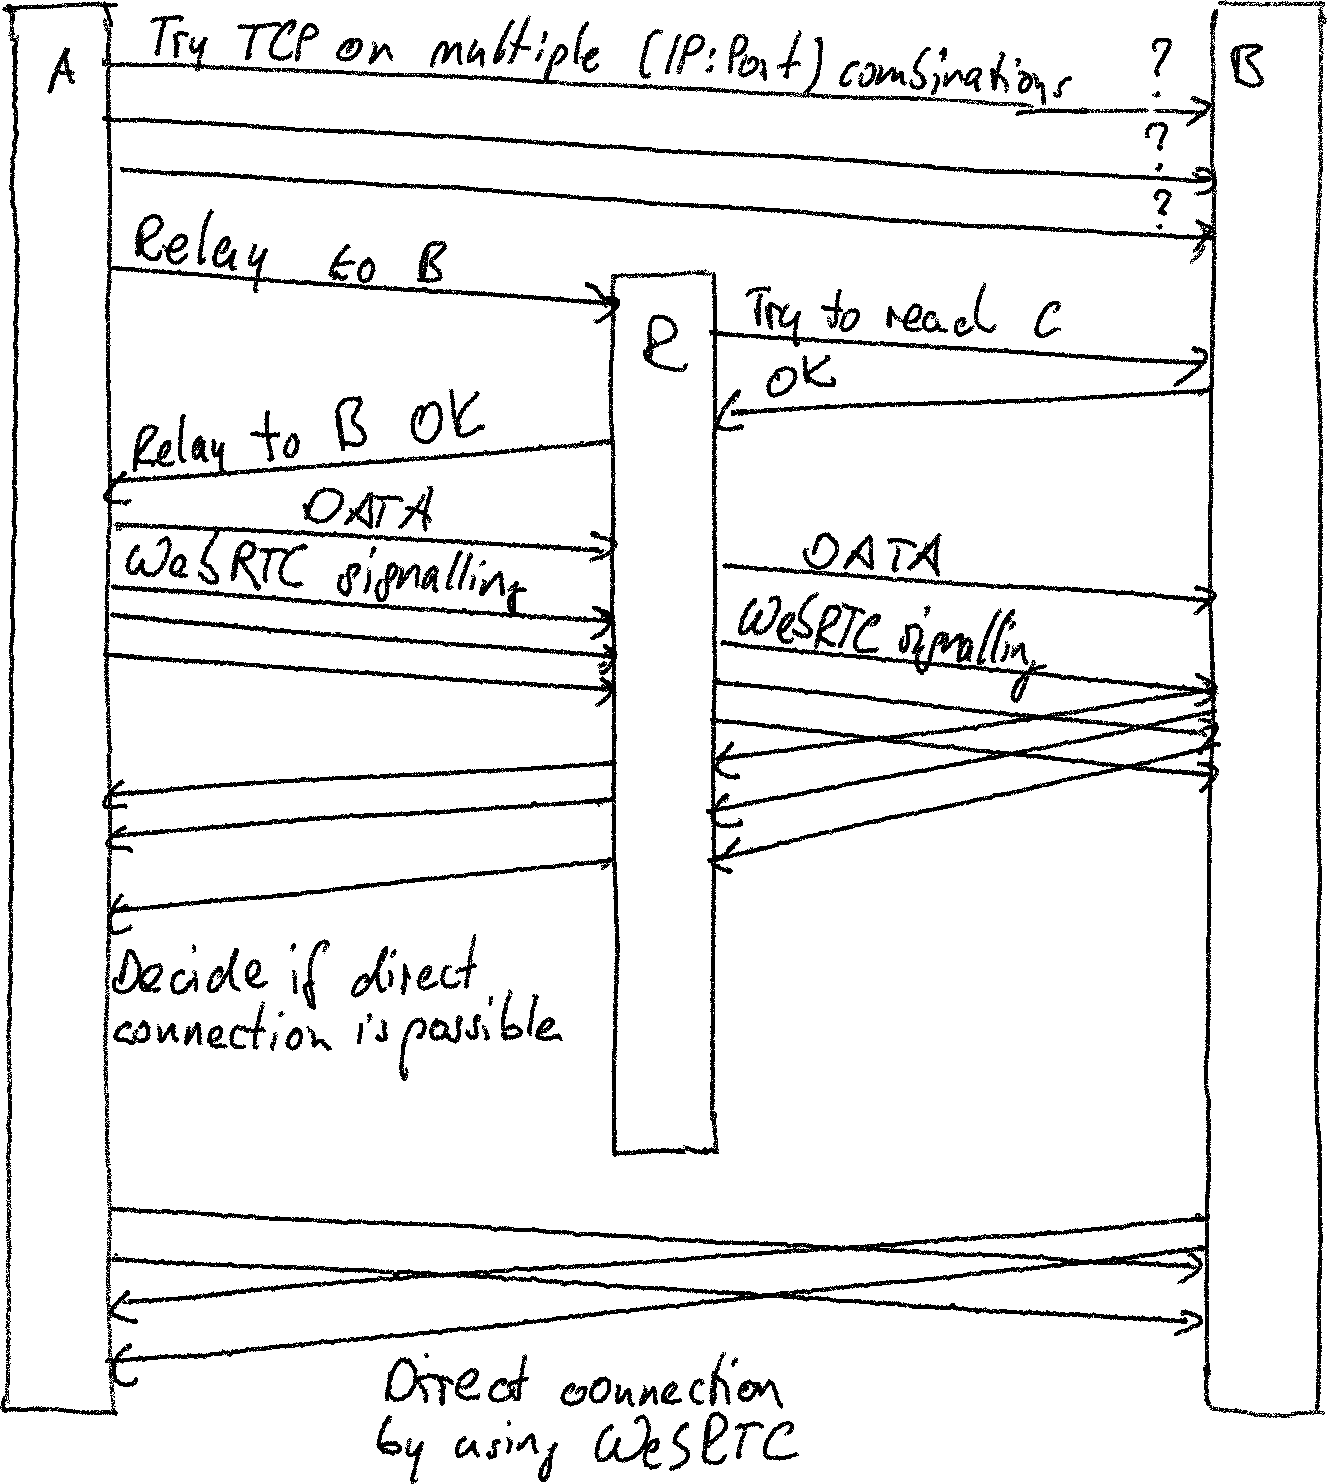 A
Try TCP on multiple (IP:Port) combinations
?
B
?
?
Relay to B
R
Try to reach C
OK
Relay to B OK
DATA
WebRTC signalling
DATA
WebRTC signalling
Decide if direct
connection is possible
Direct connection
by using WebRTC